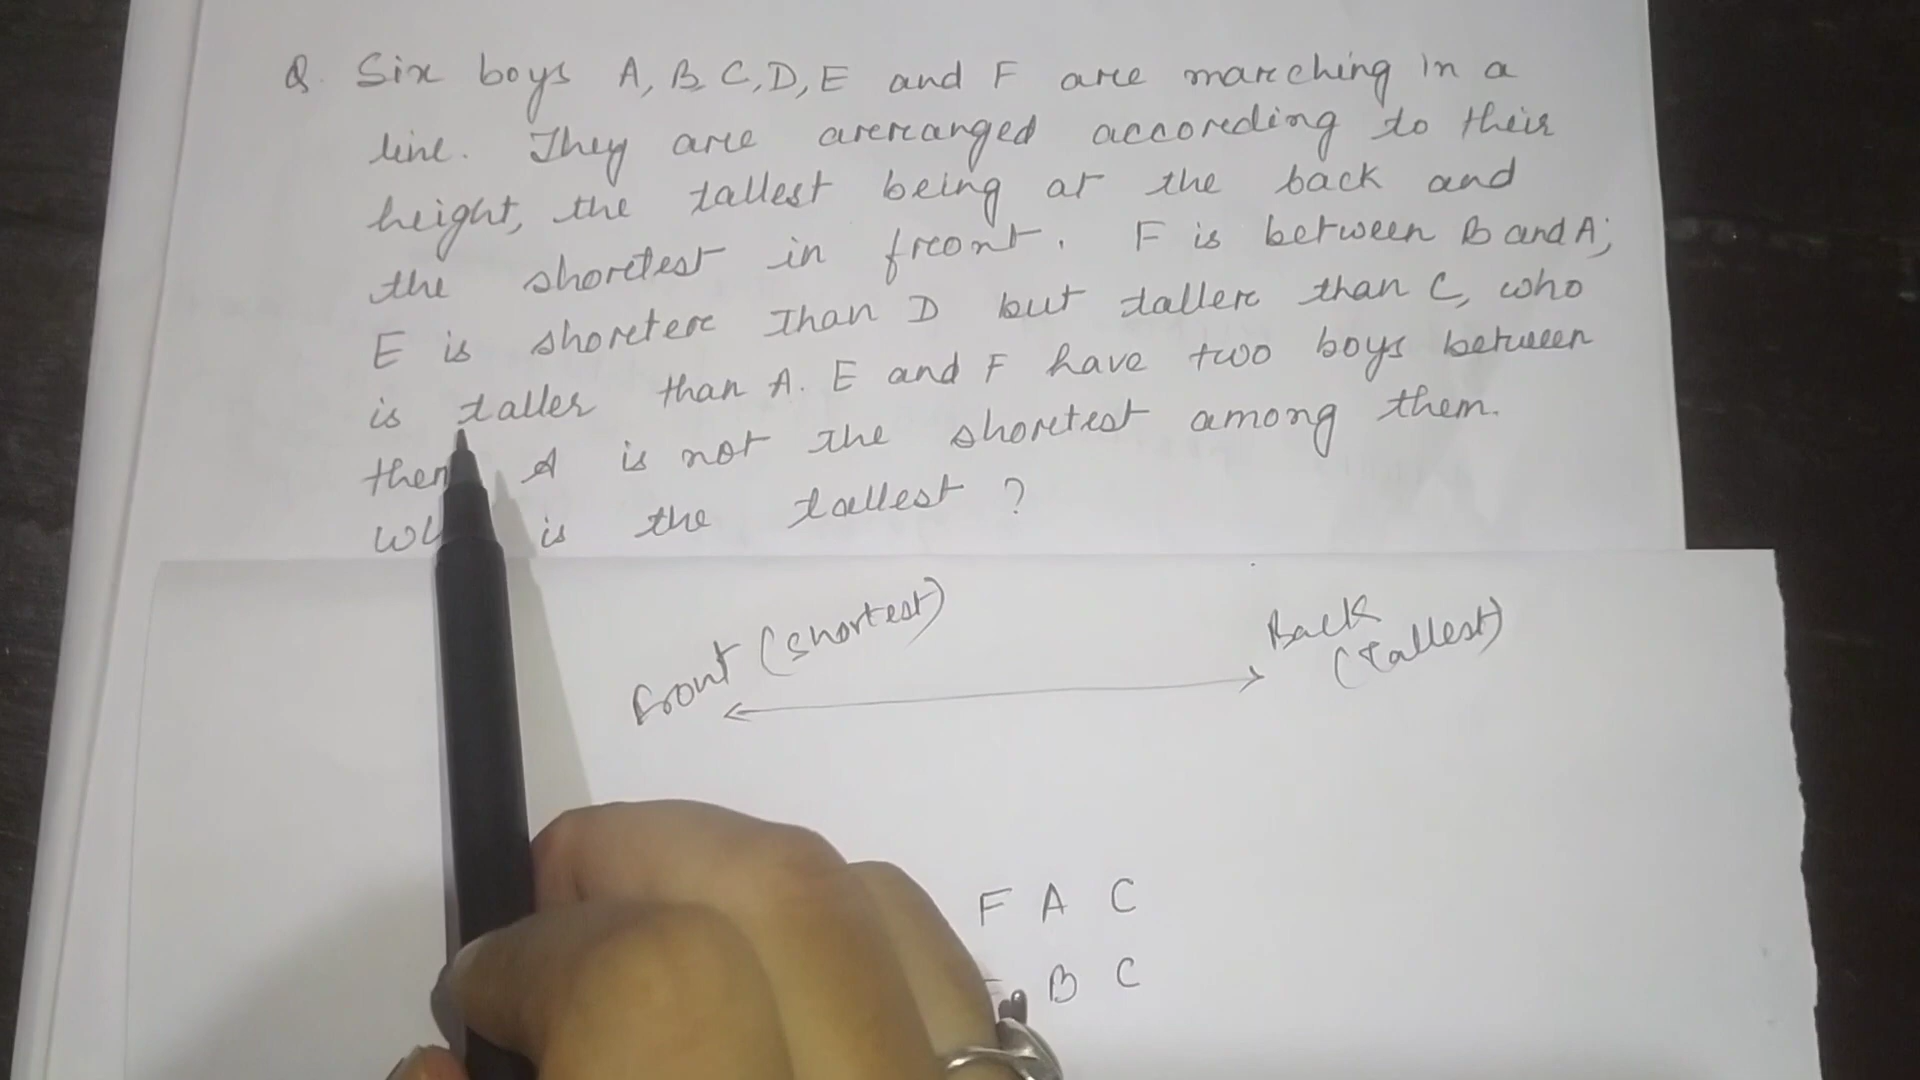 Q. Six boys A, B, C, D, E and F are marching in a
line. They are arranged according to their
height, the tallest being at the back and
the shortest in front. F is between B and A;
E is shorter than D but taller than C, who
is taller than A. E and F have two boys between
them A is not the shortest among them.
is the tallest?
Front (shortest)
Back
(tallest)
F A C
B C